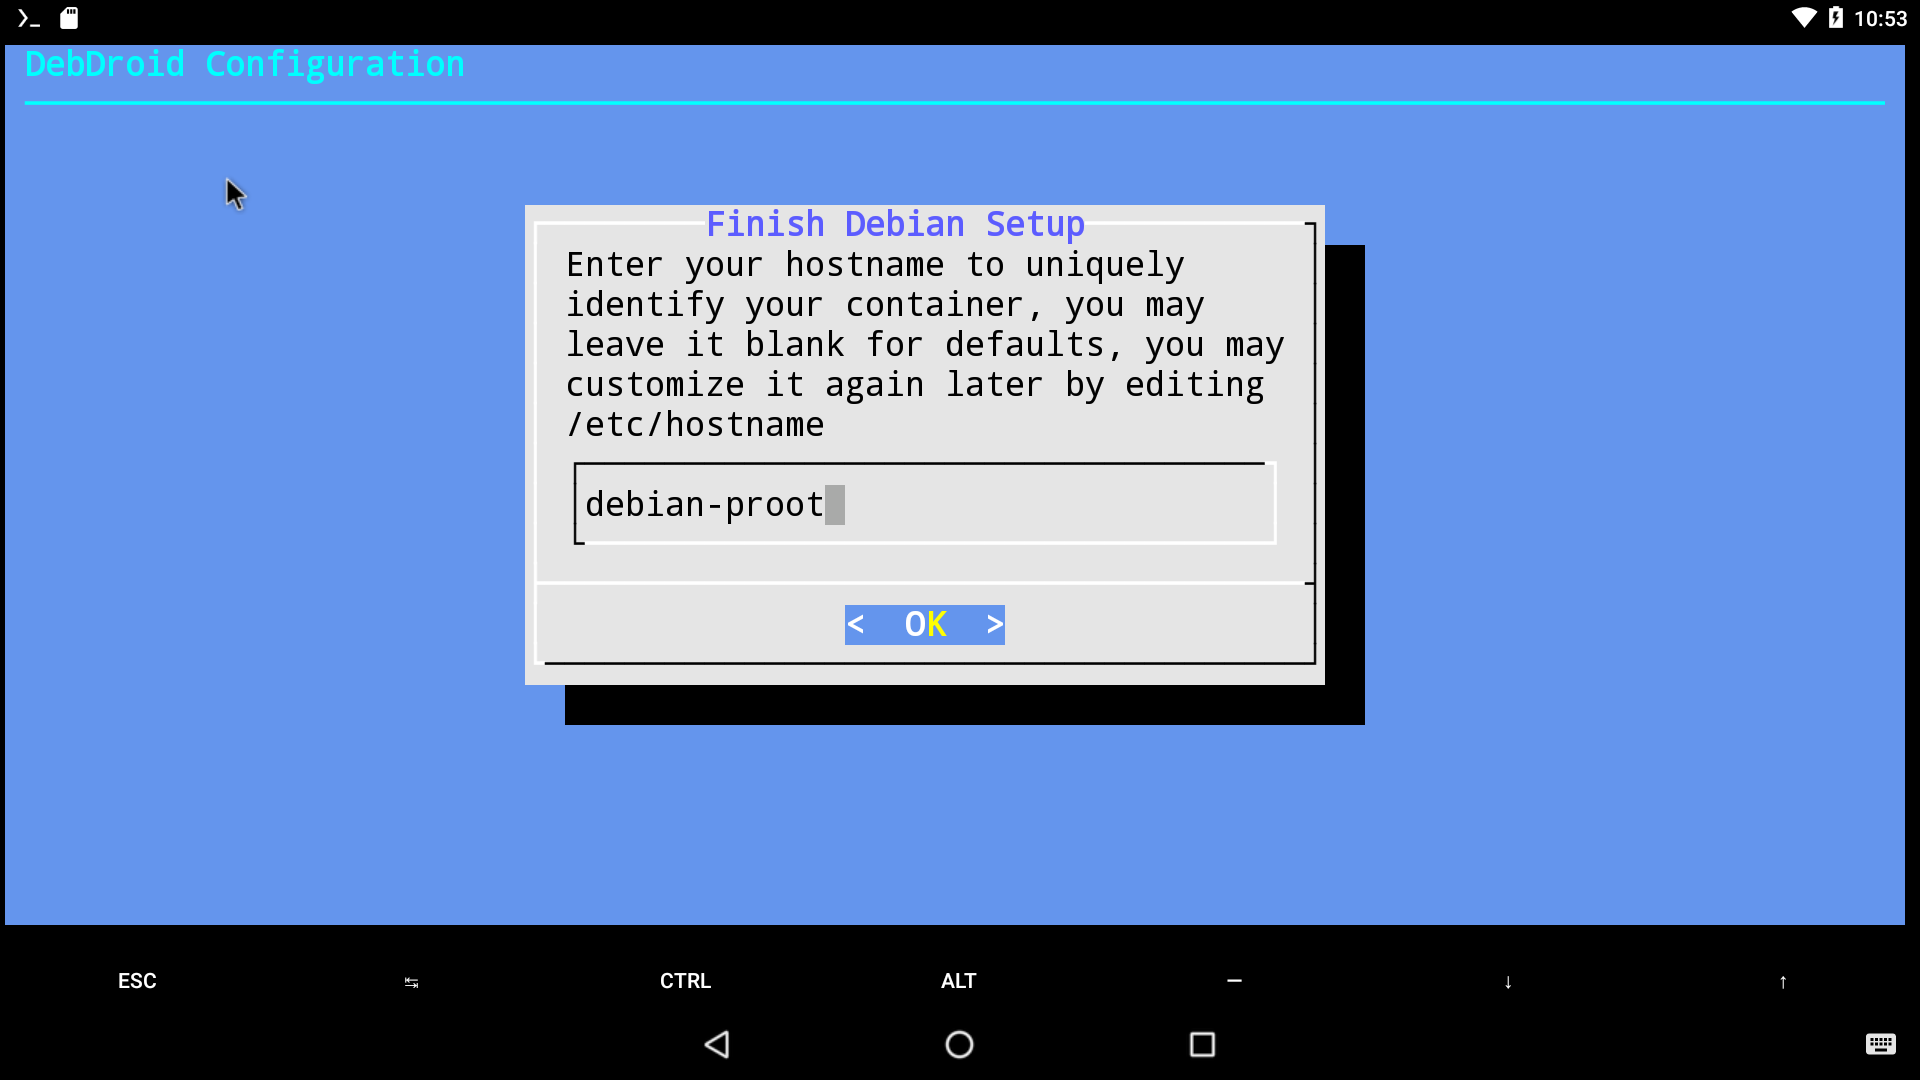 10:53
DebDroid Configuration
Finish Debian Setup
Enter your hostname to uniquely
identify your container, you may
leave it blank for defaults, you may
customize it again later by editing
/etc/hostname
debian-proot
< OK >
ESC ↹ CTRL ALT — ↓ ↑